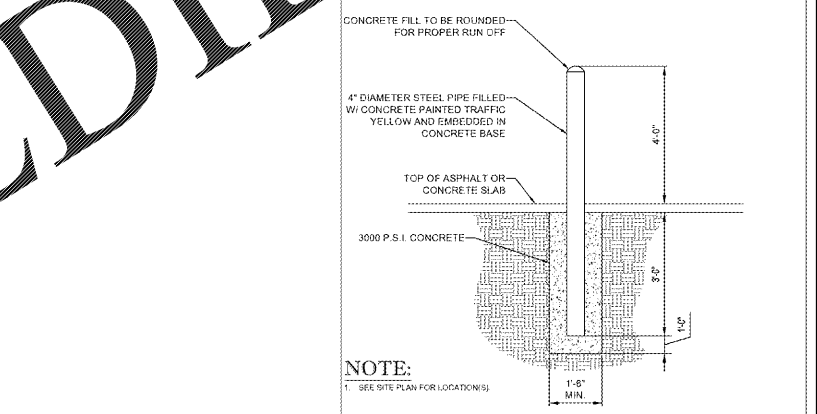 CONCRETE FILL TO BE ROUNDED
FOR PROPER RUN OFF
4" DIAMETER STEEL PIPE FILLED
W/ CONCRETE PAINTED TRAFFIC
YELLOW AND EMBEDDED IN
CONCRETE BASE
4'-0"
TOP OF ASPHALT OR
CONCRETE SLAB
3000 P.S.I. CONCRETE
3'-0"
1'-0"
1'-6"
MIN.
NOTE:
1. SEE SITE PLAN FOR LOCATION(S).